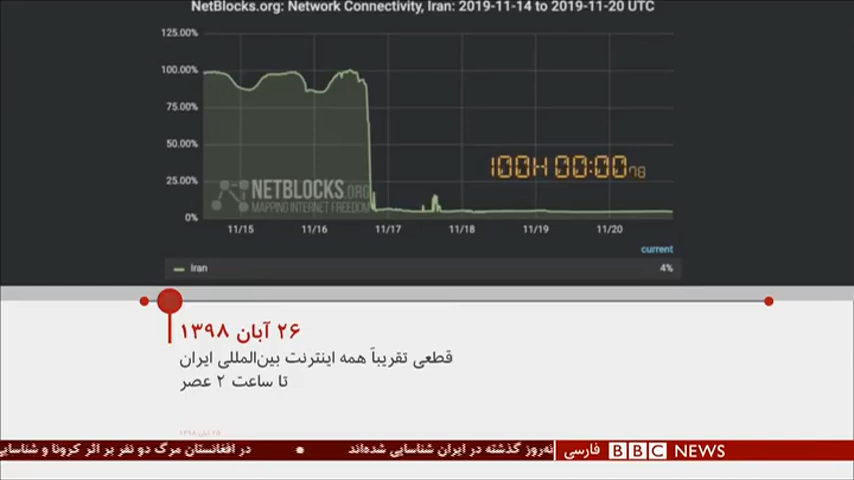 NetBlocks.org: Network Connectivity, Iran: 2019-11-14 to 2019-11-20 UTC
125.00%
100.00%
75.00%
50.00%
25.00%
0%
100H 00:00 78
NETBLOCKS.ORG
MAPPING INTERNET FREEDOM
11/15 11/16 11/17 11/18 11/19 11/20
current
Iran 4%
۲۶ آبان ۱۳۹۸
قطعی تقریباً همه اینترنت بین‌المللی ایران
تا ساعت ۲ عصر
نه‌روز گذشته در ایران شناسایی شده‌اند • در افغانستان مرگ دو نفر بر اثر کرونا و شناسایی
BBC NEWS فارسی